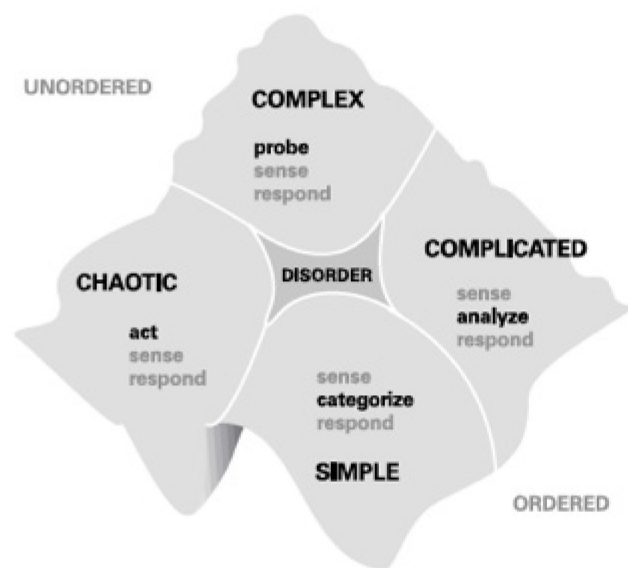 UNORDERED
COMPLEX
probe
sense
respond
COMPLICATED
sense
analyze
respond
DISORDER
CHAOTIC
act
sense
respond
sense
categorize
respond
SIMPLE
ORDERED